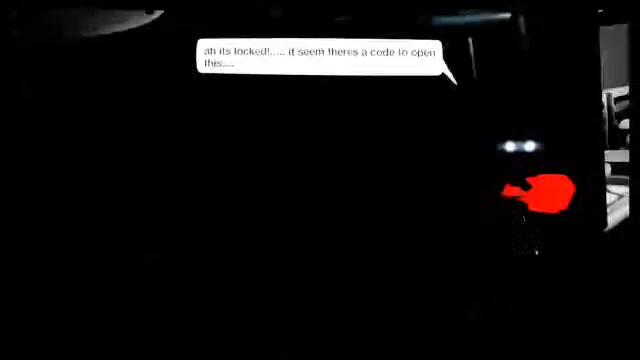 ah its locked!..... it seem theres a code to open
this....